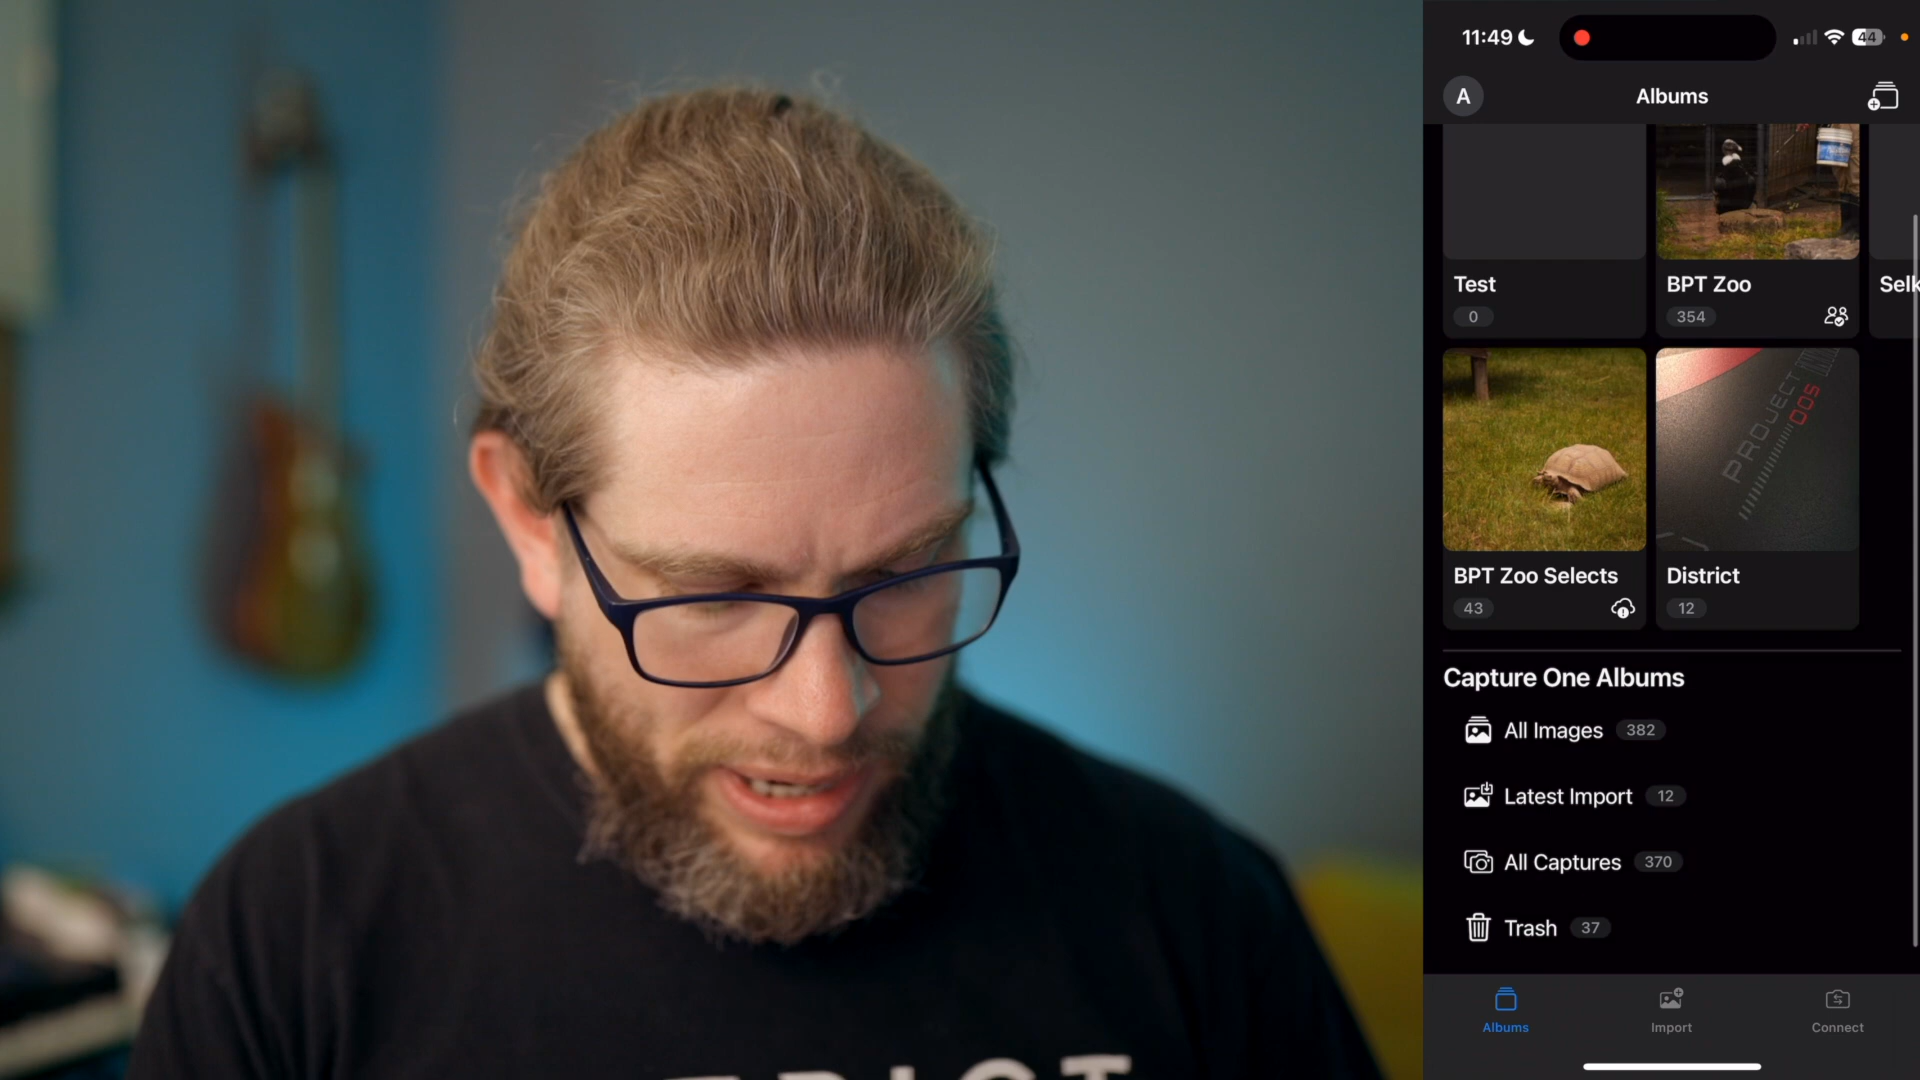 11:49
44
A
Albums
Test
0
BPT Zoo
354
Selk
PROJECT
DOS
BPT Zoo Selects
43
District
12
Capture One Albums
All Images 382
Latest Import 12
All Captures 370
Trash 37
Albums
Import
Connect